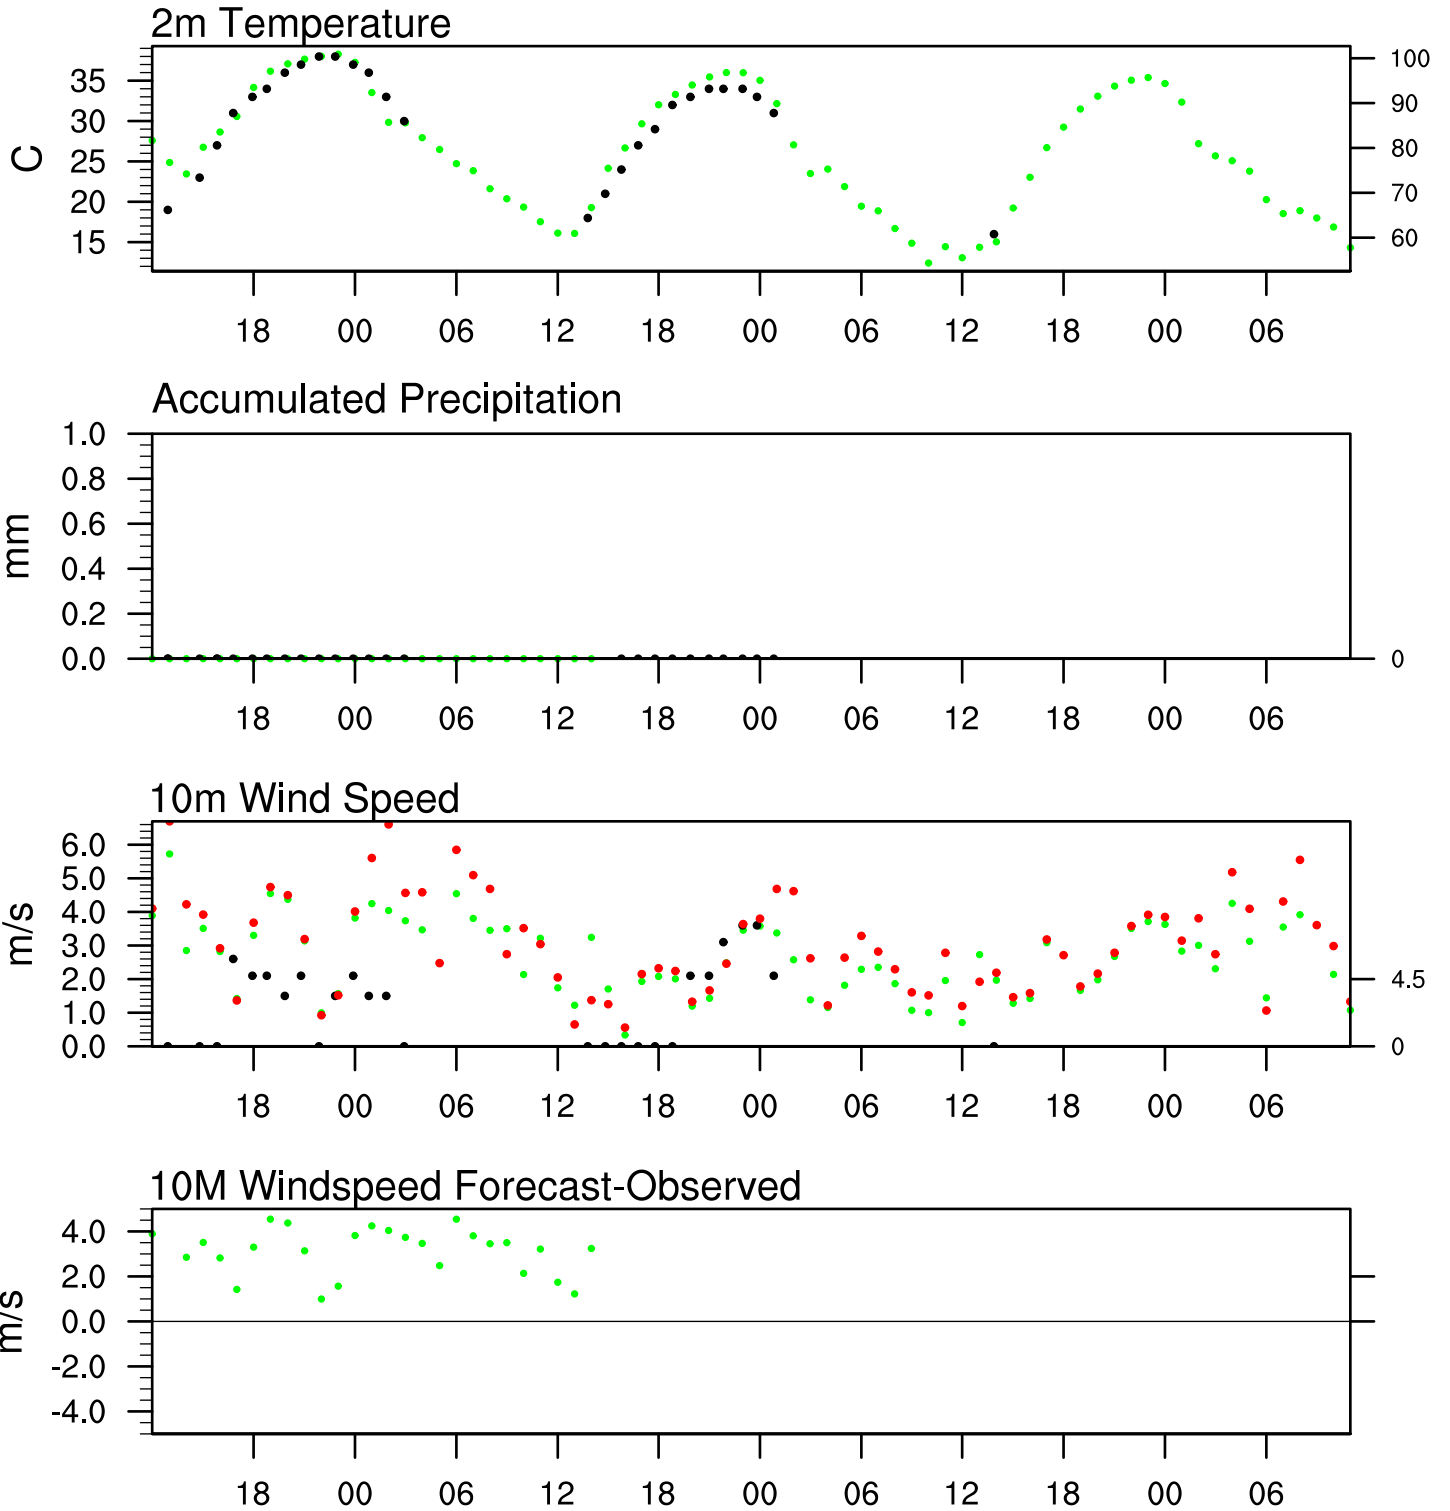 2m Temperature
35
30
25
20
15
C
100
90
80
70
60
18 00 06 12 18 00 06 12 18 00 06
Accumulated Precipitation
1.0
0.8
0.6
0.4
0.2
0.0
mm
0
18 00 06 12 18 00 06 12 18 00 06
10m Wind Speed
6.0
5.0
4.0
3.0
2.0
1.0
0.0
m/s
4.5
0
18 00 06 12 18 00 06 12 18 00 06
10M Windspeed Forecast-Observed
4.0
2.0
0.0
-2.0
-4.0
m/s
18 00 06 12 18 00 06 12 18 00 06